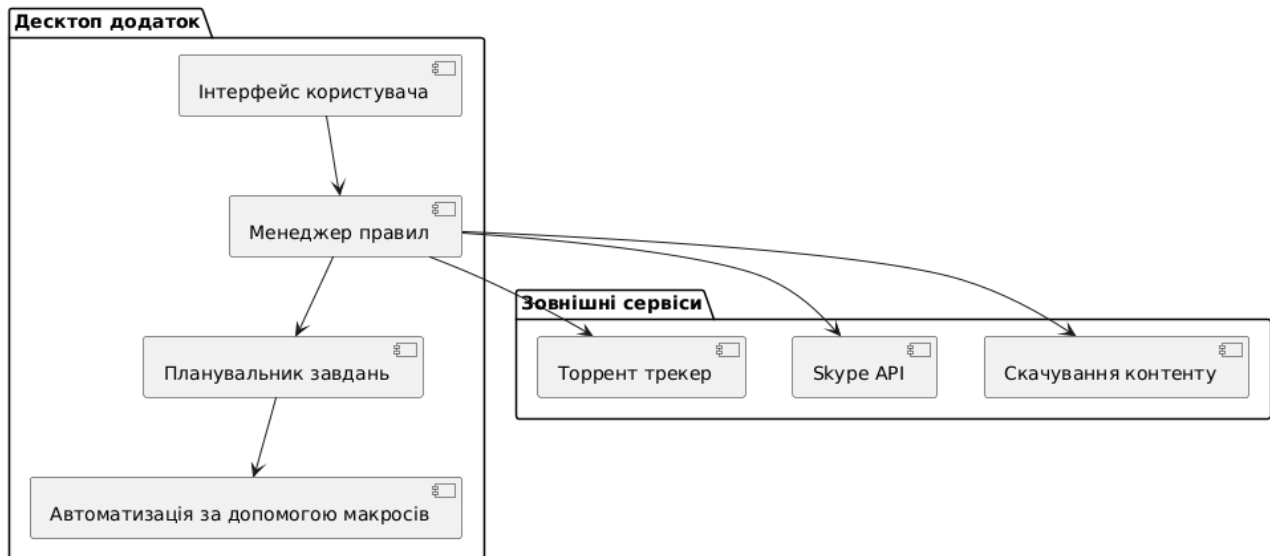 Десктоп додаток
Інтерфейс користувача
Менеджер правил
Зовнішні сервіси
Планувальник завдань
Торрент трекер
Skype API
Скачування контенту
Автоматизація за допомогою макросів